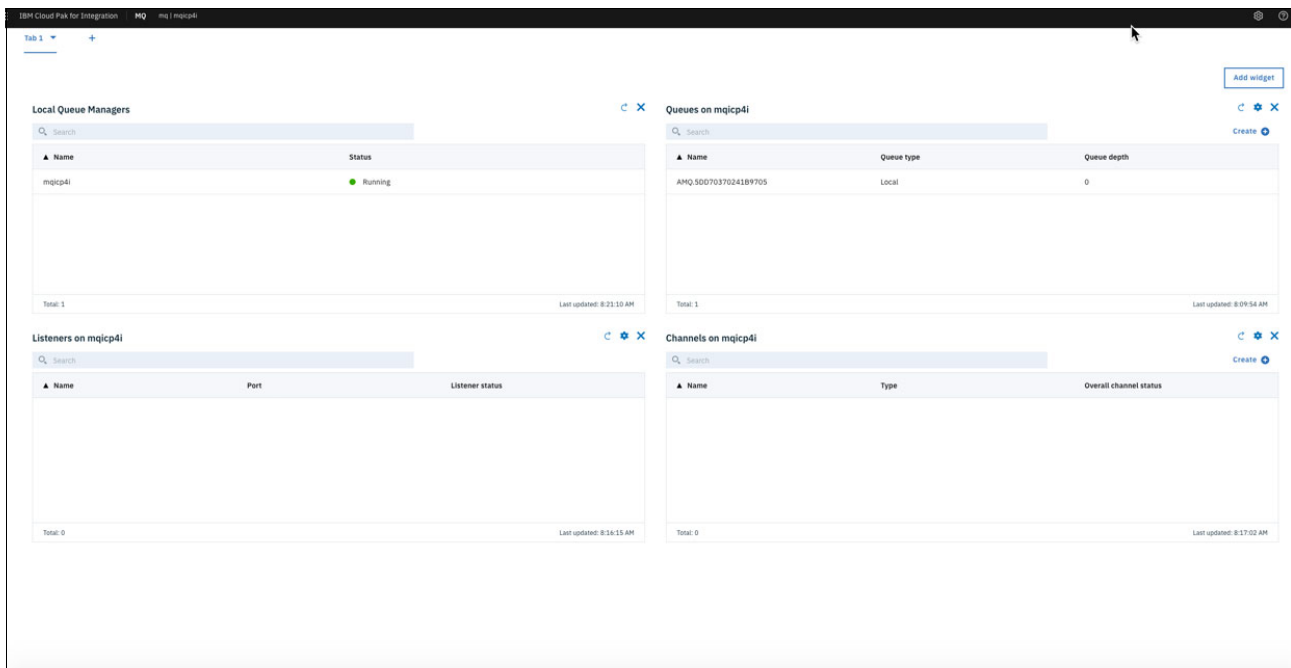 IBM Cloud Pak for Integration MQ mq | mqicp4i
Tab 1
Add widget
Local Queue Managers
Search
Name Status
mqicp4i Running
Total: 1 Last updated: 8:21:10 AM
Queues on mqicp4i
Search Create
Name Queue type Queue depth
AMQ.5DD70370241B9705 Local 0
Total: 1 Last updated: 8:09:54 AM
Listeners on mqicp4i
Search
Name Port Listener status
Total: 0 Last updated: 8:16:15 AM
Channels on mqicp4i
Search Create
Name Type Overall channel status
Total: 0 Last updated: 8:17:02 AM